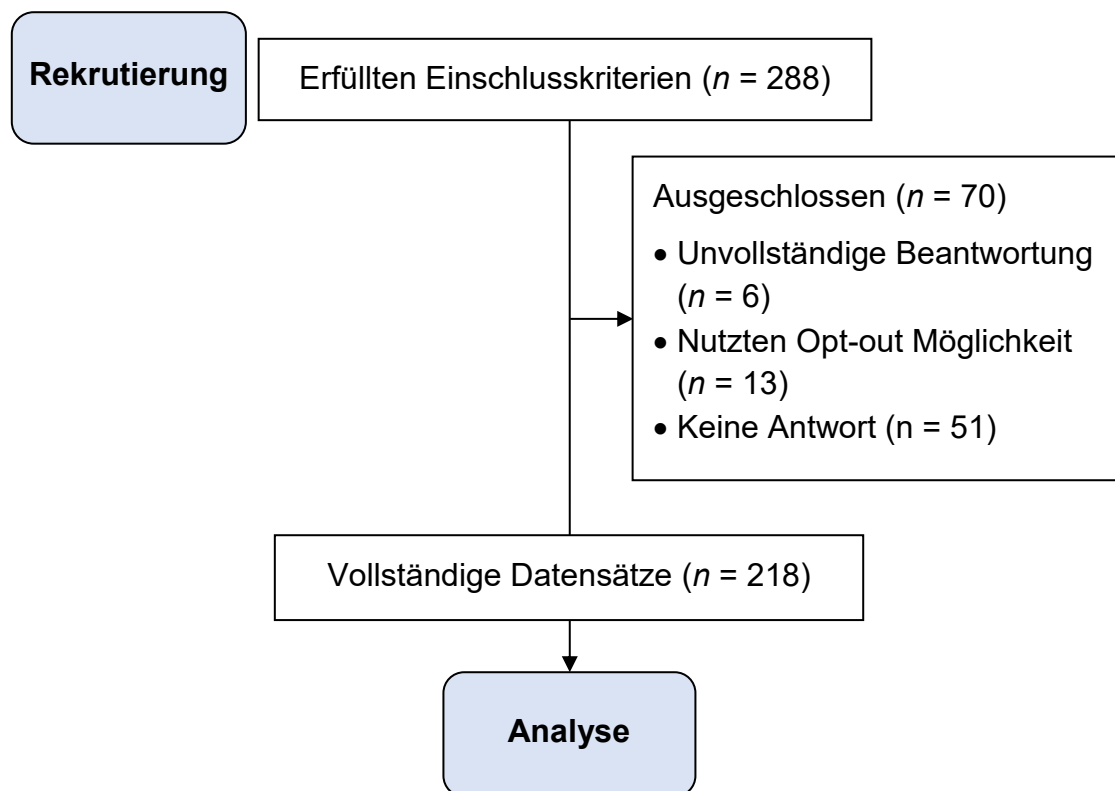 Rekrutierung
Erfüllten Einschlusskriterien (n = 288)
Ausgeschlossen (n = 70)
• Unvollständige Beantwortung
(n = 6)
• Nutzten Opt-out Möglichkeit
(n = 13)
• Keine Antwort (n = 51)
Vollständige Datensätze (n = 218)
Analyse